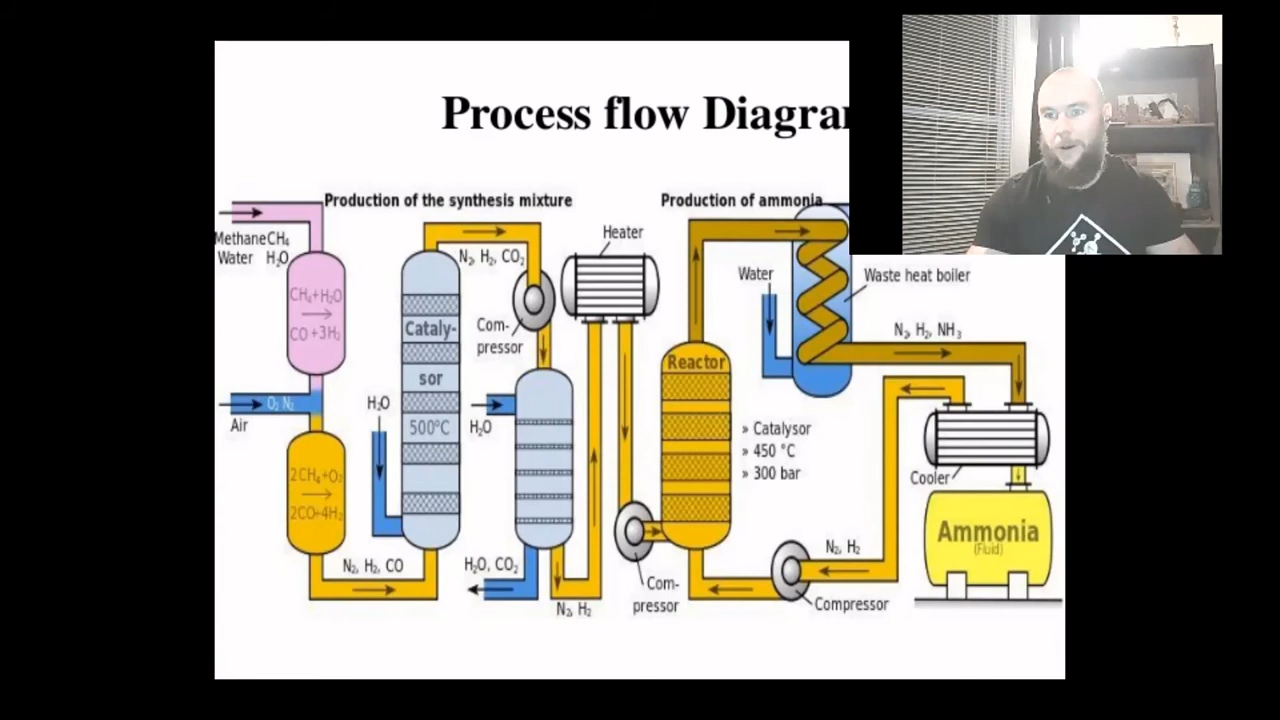 Process flow Diagra
Production of the synthesis mixture
Production of ammonia
Methane CH₄
Water H₂O
CH₄+H₂O
CO+3H₂
O₂ N₂
Air
2CH₄+O₂
2CO+4H₂
N₂, H₂, CO
H₂O
Cataly-
sor
500°C
N₂, H₂, CO₂
Com-
pressor
H₂O
H₂O, CO₂
N₂, H₂
Heater
Com-
pressor
Reactor
» Catalysor
» 450 °C
» 300 bar
Water
Waste heat boiler
N₂, H₂, NH₃
Cooler
Ammonia
(Fluid)
N₂, H₂
Compressor